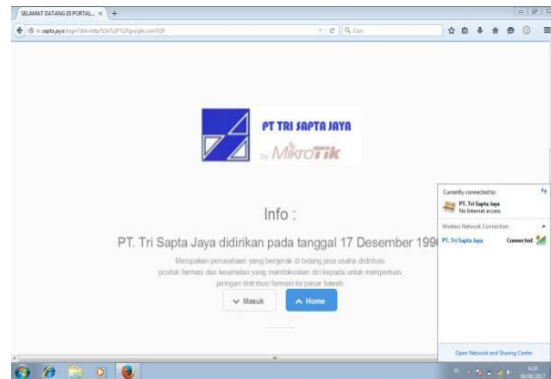 SELAMAT DATANG DI PORTAL...
PT TRI SAPTA JAYA
by MikroTik
Info :
PT. Tri Sapta Jaya didirikan pada tanggal 17 Desember 199
Merupakan perusahaan yang bergerak di bidang jasa usaha distribusi
produk farmasi dan kesehatan yang memfokuskan diri kepada untuk memperluas
jaringan distribusi farmasi ke pasar bawah
Masuk
Home
Currently connected to:
PT. Tri Sapta Jaya
No Internet access
Wireless Network Connection
PT. Tri Sapta Jaya
Connected
Open Network and Sharing Center